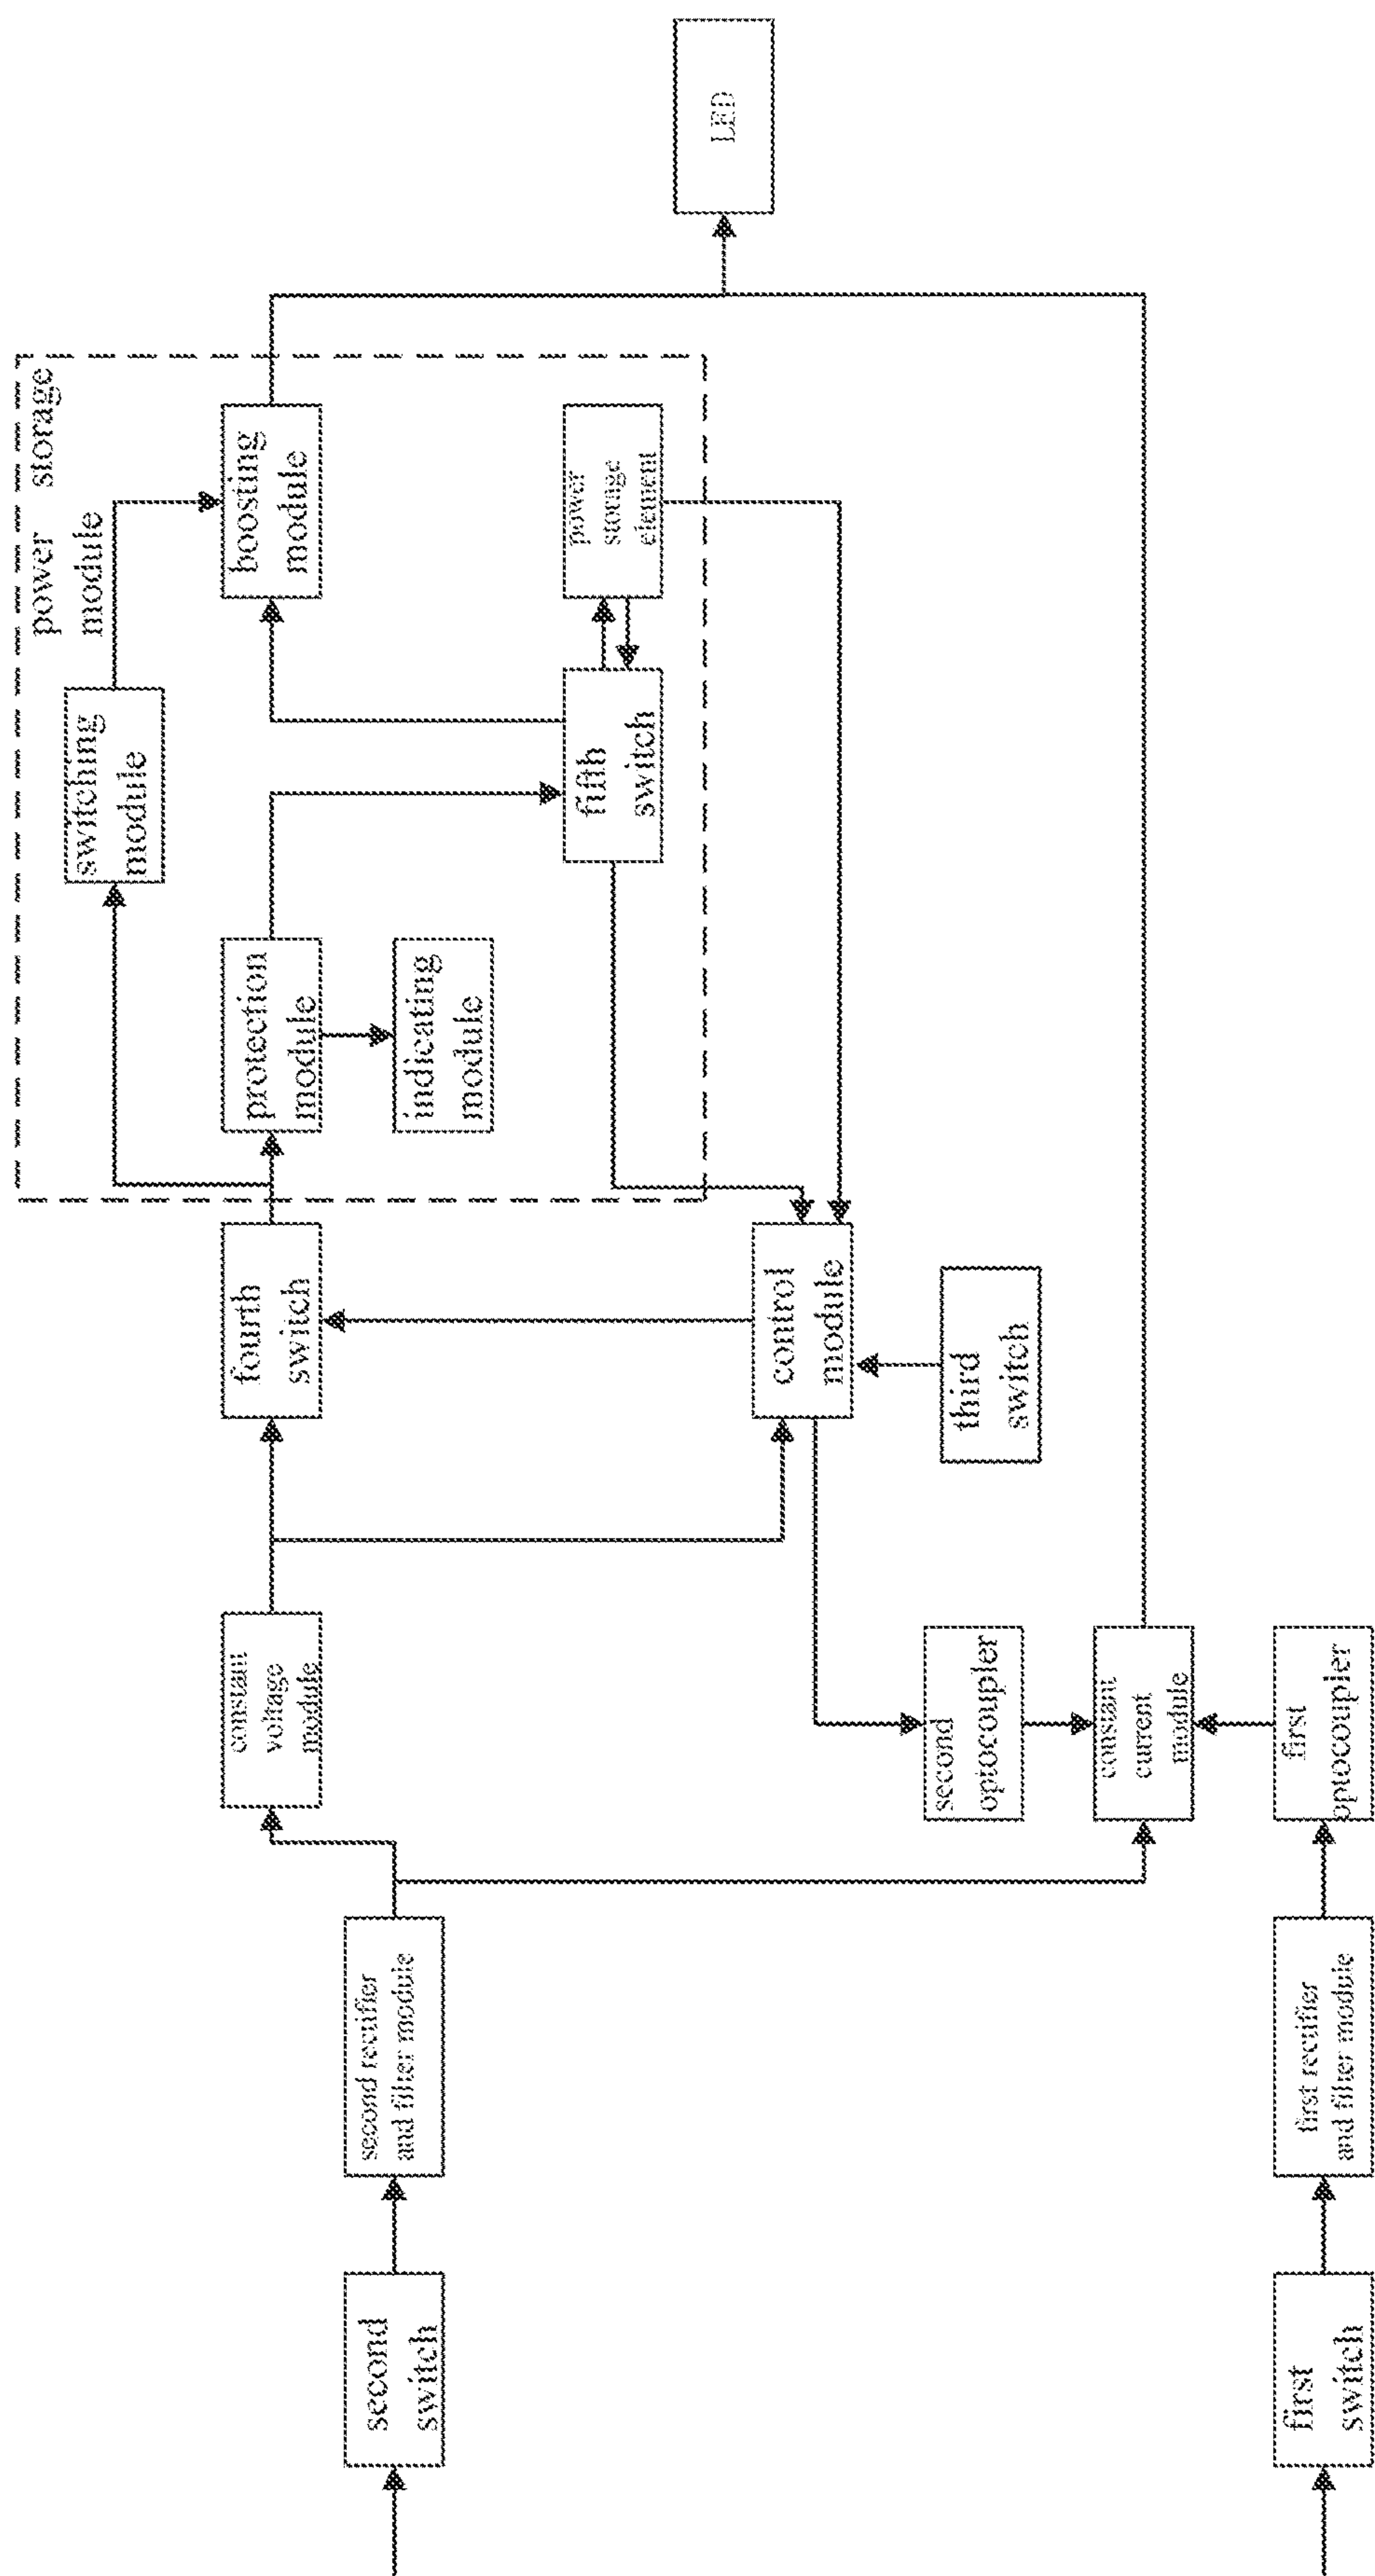 second
switch
second rectifier
and filter module
constant
voltage
module
fourth
switch
power storage
module
switching
module
protection
module
indicating
module
boosting
module
fifth
switch
power
storage
element
control
module
third
switch
second
optocoupler
constant
current
module
first
optocoupler
first rectifier
and filter module
first
switch
LED